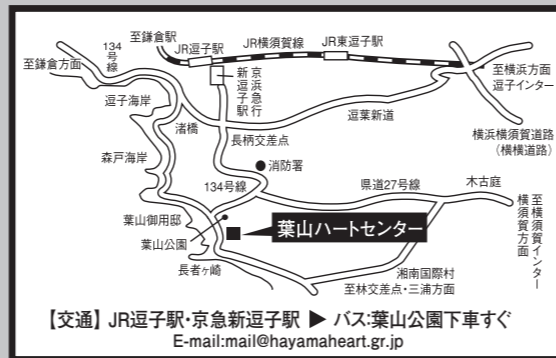 至鎌倉駅
JR逗子駅
JR横須賀線
JR東逗子駅
134
号
線
至鎌倉方面
至横浜方面
逗子インター
京浜急行
新逗子駅
逗子海岸
渚橋
逗葉新道
横浜横須賀道路
(横横道路)
長柄交差点
森戸海岸
消防署
134号線
県道27号線
木古庭
至横須賀インター
横須賀方面
葉山御用邸
葉山公園
葉山ハートセンター
長者ヶ崎
湘南国際村
至林交差点・三浦方面
【交通】JR逗子駅・京急新逗子駅 ▶ バス:葉山公園下車すぐ
E-mail:mail@hayamaheart.gr.jp